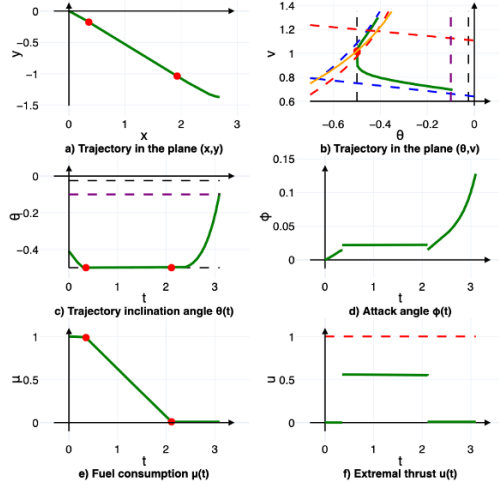 0
−0.5
−1
−1.5
y
0
1
2
3
x
a) Trajectory in the plane (x,y)
1.4
1.2
1
0.8
0.6
v
−0.6
−0.4
−0.2
0
θ
b) Trajectory in the plane (θ,v)
0
−0.2
−0.4
θ
0
1
2
3
t
c) Trajectory inclination angle θ(t)
0.15
0.1
0.05
0
ϕ
0
1
2
3
t
d) Attack angle ϕ(t)
1
0.5
0
μ
0
1
2
3
t
e) Fuel consumption μ(t)
1
0.5
0
u
0
1
2
3
t
f) Extremal thrust u(t)